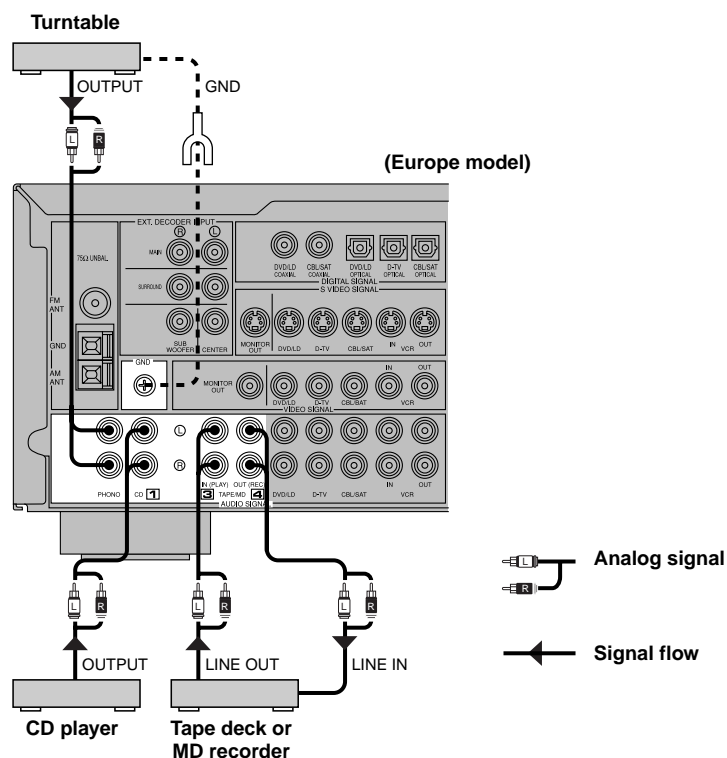 Turntable
OUTPUT
GND
L
R
(Europe model)
EXT. DECODER INPUT
R
L
MAIN
75Ω UNBAL.
SURROUND
FM
ANT
GND
AM
ANT
SUB
WOOFER
CENTER
DVD/LD
COAXIAL
CBL/SAT
COAXIAL
DVD/LD
OPTICAL
D-TV
OPTICAL
CBL/SAT
OPTICAL
DIGITAL SIGNAL
S VIDEO SIGNAL
MONITOR
OUT
DVD/LD
D-TV
CBL/SAT
IN
OUT
VCR
GND
MONITOR
OUT
IN
OUT
DVD/LD
D-TV
CBL/SAT
VCR
VIDEO SIGNAL
L
R
PHONO
CD
1
IN (PLAY)
OUT (REC)
3
TAPE/MD
4
DVD/LD
D-TV
CBL/SAT
IN
OUT
VCR
AUDIO SIGNAL
L
R
L
R
L
R
OUTPUT
LINE OUT
LINE IN
CD player
Tape deck or
MD recorder
L
R
Analog signal
Signal flow